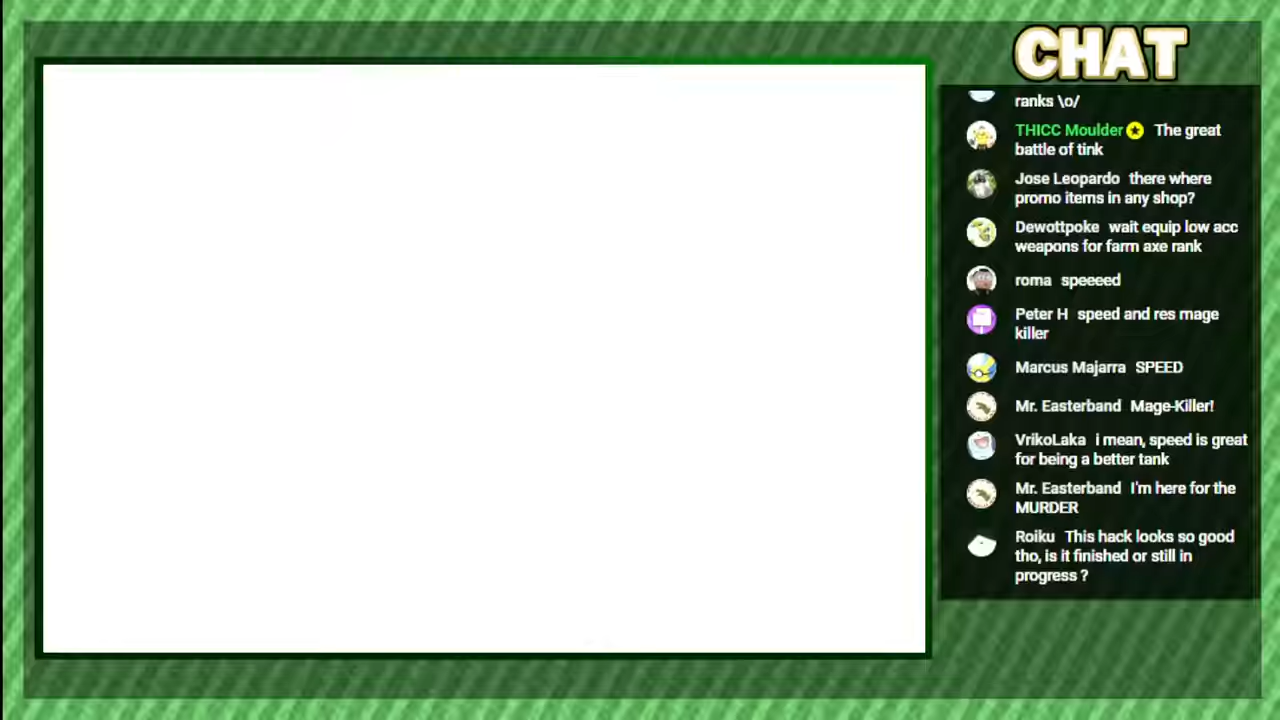 CHAT
ranks \o/
THICC Moulder The great
battle of tink
Jose Leopardo there where
promo items in any shop?
Dewottpoke wait equip low acc
weapons for farm axe rank
roma speeeed
Peter H speed and res mage
killer
Marcus Majarra SPEED
Mr. Easterband Mage-Killer!
VrikoLaka i mean, speed is great
for being a better tank
Mr. Easterband I'm here for the
MURDER
Roiku This hack looks so good
tho, is it finished or still in
progress ?